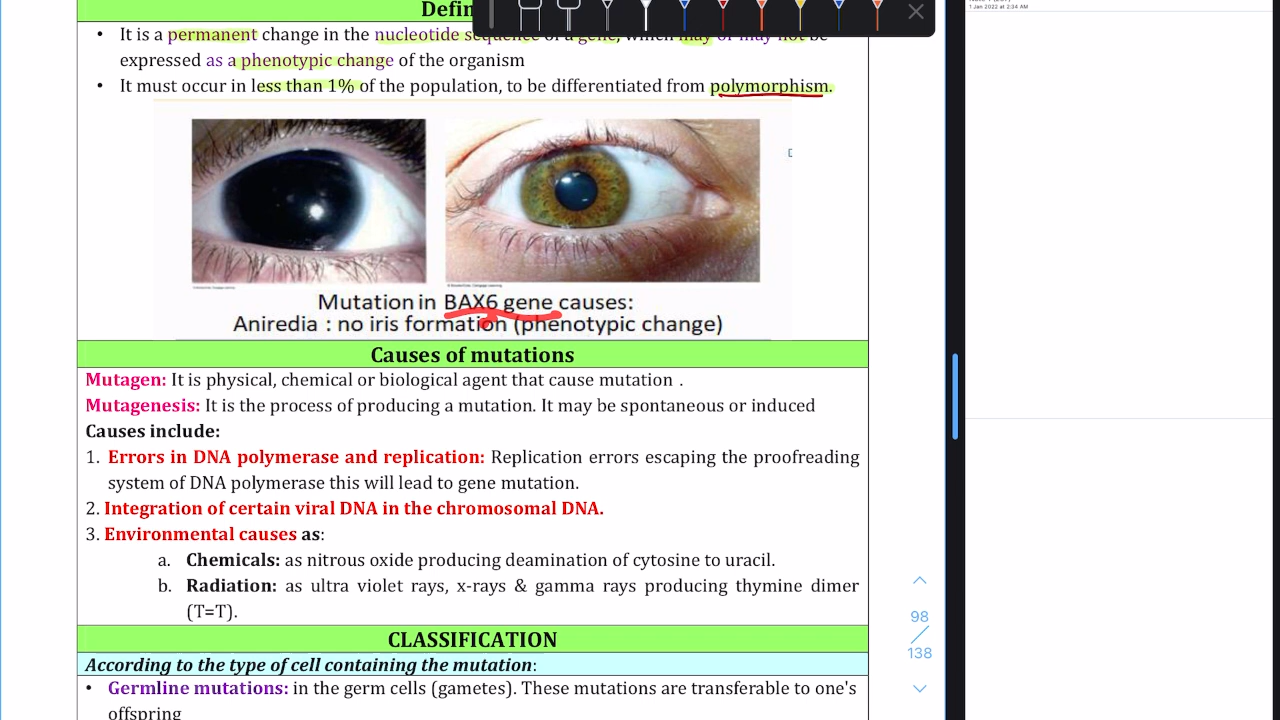 Defin
• It is a permanent change in the nucleotide sequence of a gene, which may or may not be
expressed as a phenotypic change of the organism
• It must occur in less than 1% of the population, to be differentiated from polymorphism.
Mutation in BAX6 gene causes:
Aniredia : no iris formation (phenotypic change)
Causes of mutations
Mutagen: It is physical, chemical or biological agent that cause mutation .
Mutagenesis: It is the process of producing a mutation. It may be spontaneous or induced
Causes include:
1. Errors in DNA polymerase and replication: Replication errors escaping the proofreading
system of DNA polymerase this will lead to gene mutation.
2. Integration of certain viral DNA in the chromosomal DNA.
3. Environmental causes as:
a. Chemicals: as nitrous oxide producing deamination of cytosine to uracil.
b. Radiation: as ultra violet rays, x-rays & gamma rays producing thymine dimer
(T=T).
CLASSIFICATION
According to the type of cell containing the mutation:
• Germline mutations: in the germ cells (gametes). These mutations are transferable to one's
offspring
98
138
1 Jan 2022 at 2:34 AM